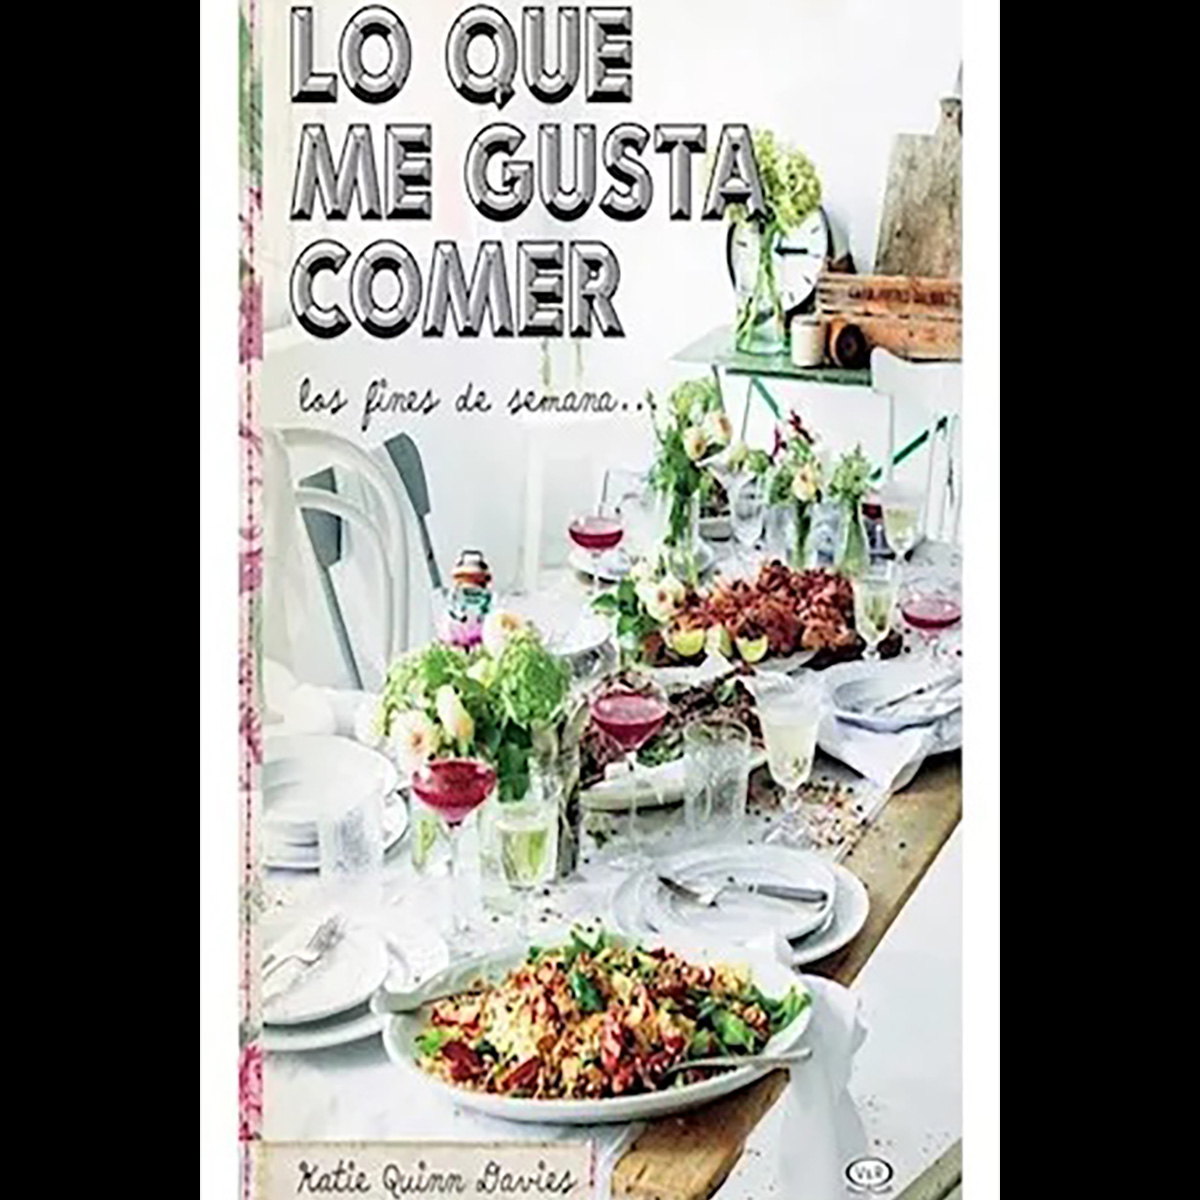 LO QUE
ME GUSTA
COMER
los fines de semana...
Katie Quinn Davies
V&R